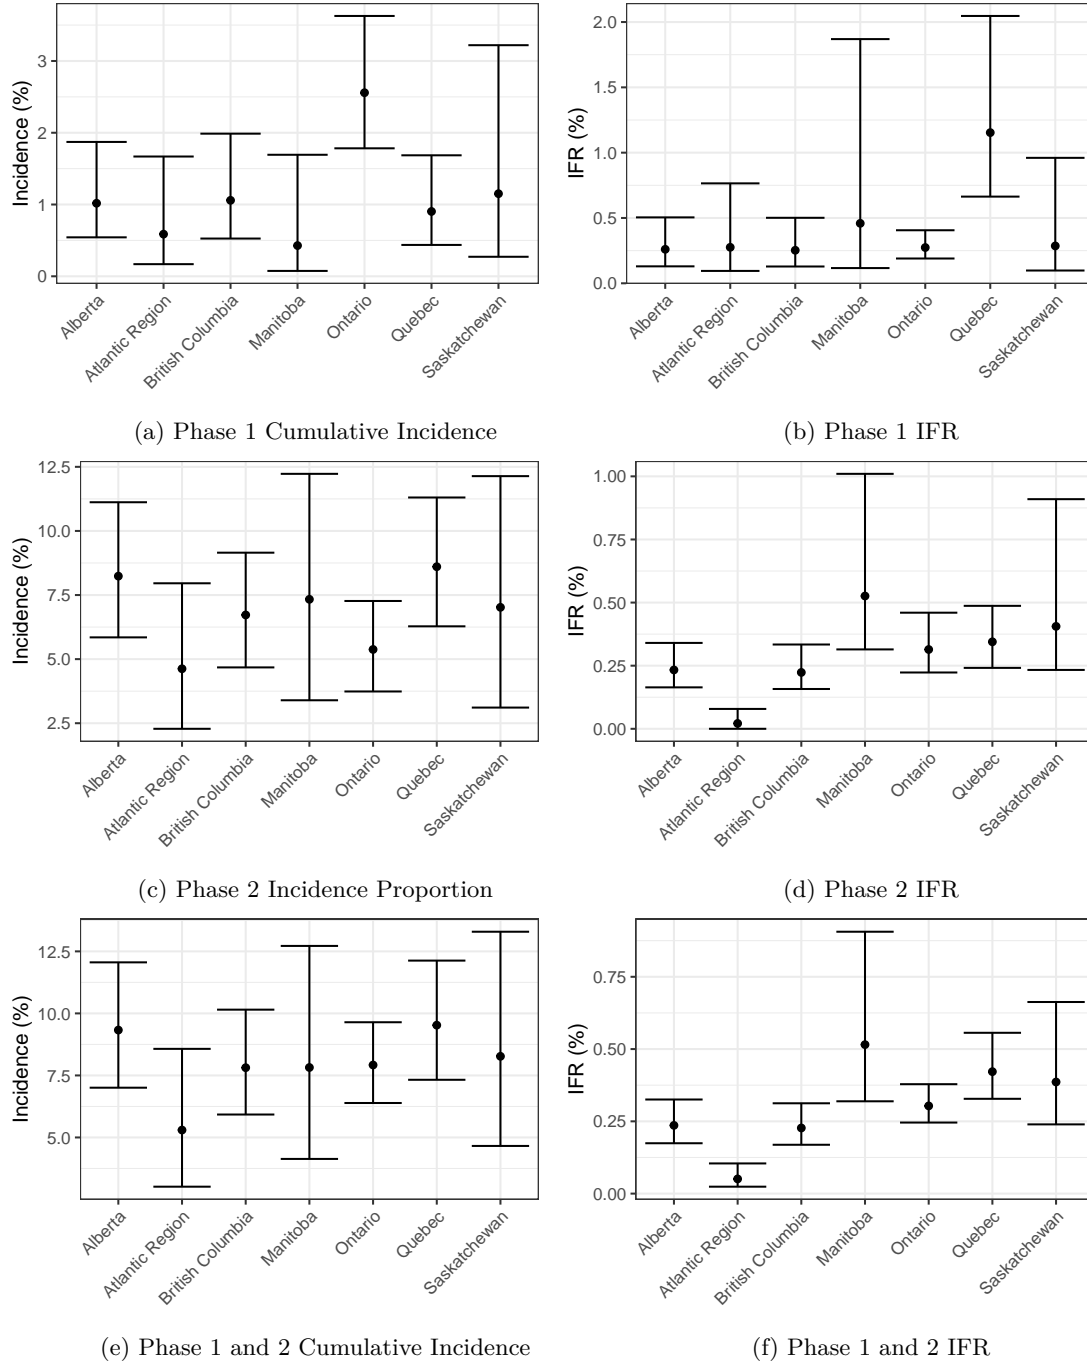 Incidence (%)
3
2
1
0
Alberta
Atlantic Region
British Columbia
Manitoba
Ontario
Quebec
Saskatchewan
(a) Phase 1 Cumulative Incidence
IFR (%)
2.0
1.5
1.0
0.5
0.0
Alberta
Atlantic Region
British Columbia
Manitoba
Ontario
Quebec
Saskatchewan
(b) Phase 1 IFR
Incidence (%)
12.5
10.0
7.5
5.0
2.5
Alberta
Atlantic Region
British Columbia
Manitoba
Ontario
Quebec
Saskatchewan
(c) Phase 2 Incidence Proportion
IFR (%)
1.00
0.75
0.50
0.25
0.00
Alberta
Atlantic Region
British Columbia
Manitoba
Ontario
Quebec
Saskatchewan
(d) Phase 2 IFR
Incidence (%)
12.5
10.0
7.5
5.0
Alberta
Atlantic Region
British Columbia
Manitoba
Ontario
Quebec
Saskatchewan
(e) Phase 1 and 2 Cumulative Incidence
IFR (%)
0.75
0.50
0.25
0.00
Alberta
Atlantic Region
British Columbia
Manitoba
Ontario
Quebec
Saskatchewan
(f) Phase 1 and 2 IFR